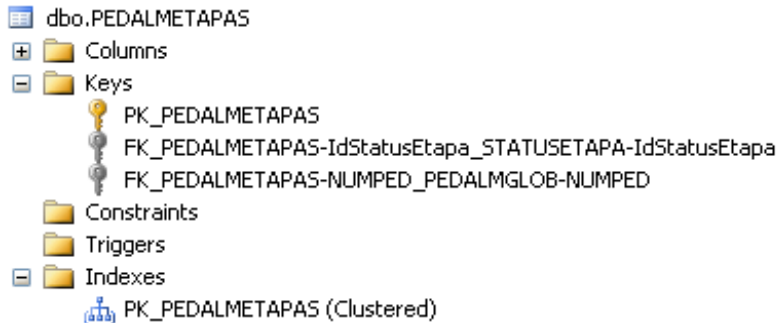 dbo.PEDALMETAPAS
Columns
Keys
PK_PEDALMETAPAS
FK_PEDALMETAPAS-IdStatusEtapa_STATUSETAPA-IdStatusEtapa
FK_PEDALMETAPAS-NUMPED_PEDALMGLOB-NUMPED
Constraints
Triggers
Indexes
PK_PEDALMETAPAS (Clustered)